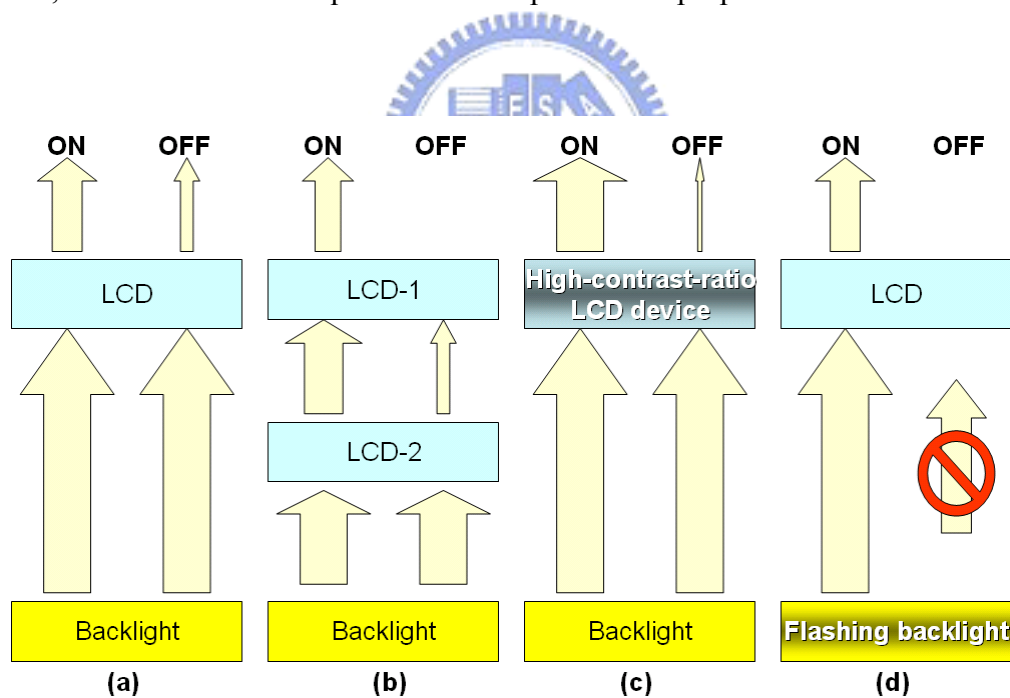 ON OFF ON OFF ON OFF ON OFF
LCD LCD-1 High-contrast-ratio LCD device LCD
LCD-2
Backlight Backlight Backlight Flashing backlight
(a) (b) (c) (d)
E S A